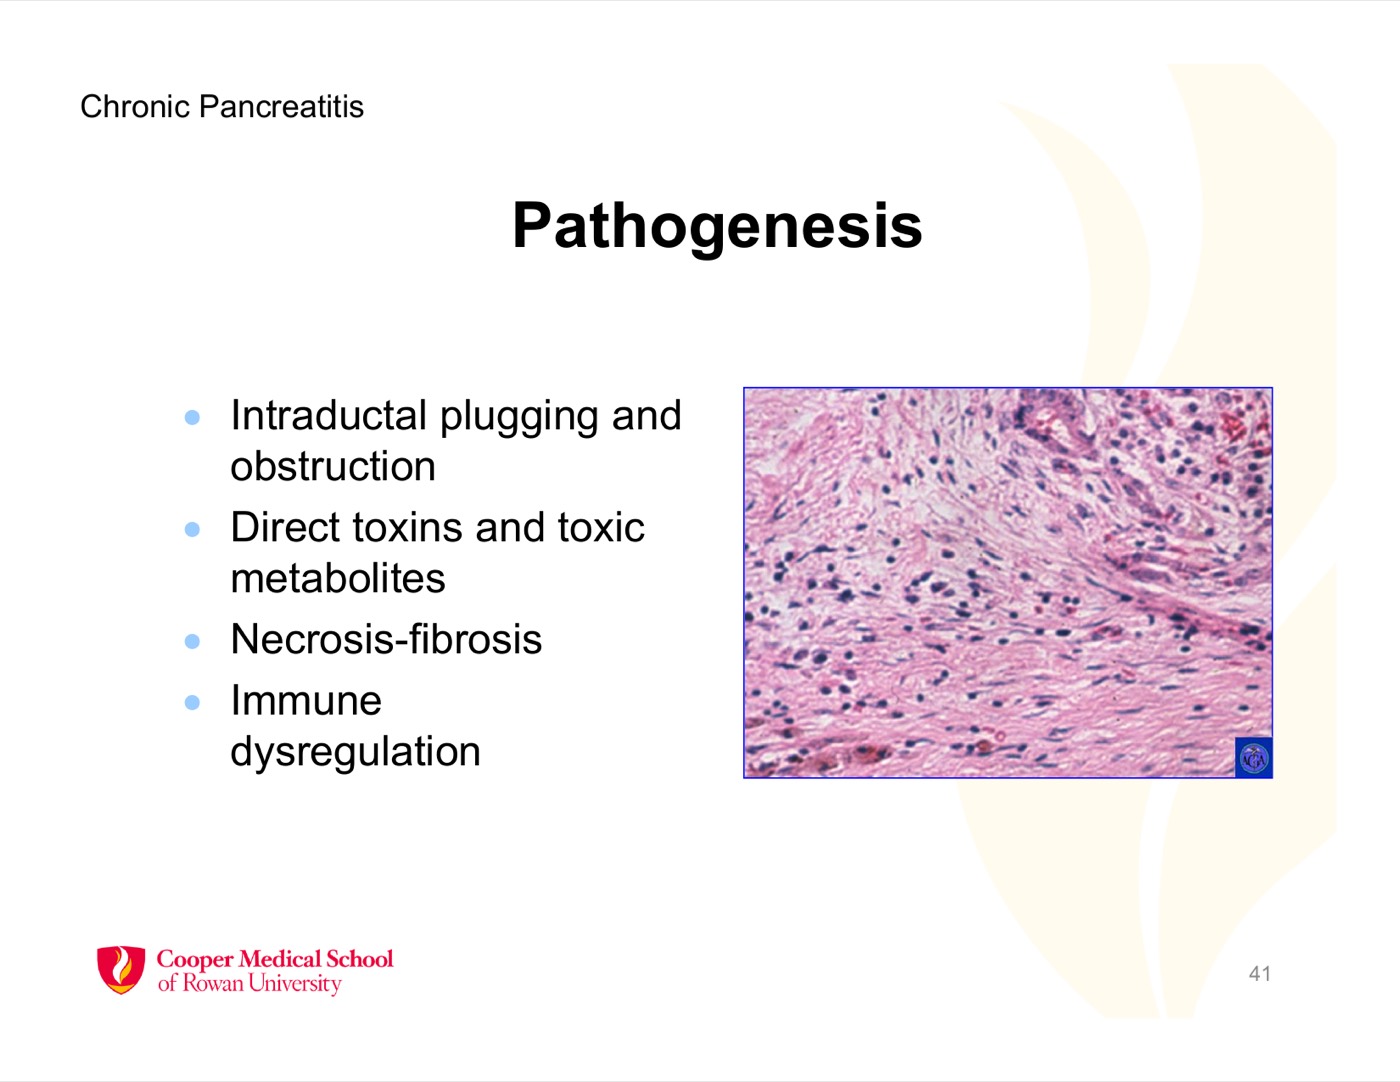 Chronic Pancreatitis
Pathogenesis
Intraductal plugging and
obstruction
Direct toxins and toxic
metabolites
Necrosis-fibrosis
Immune
dysregulation
AGA
Cooper Medical School
of Rowan University
41